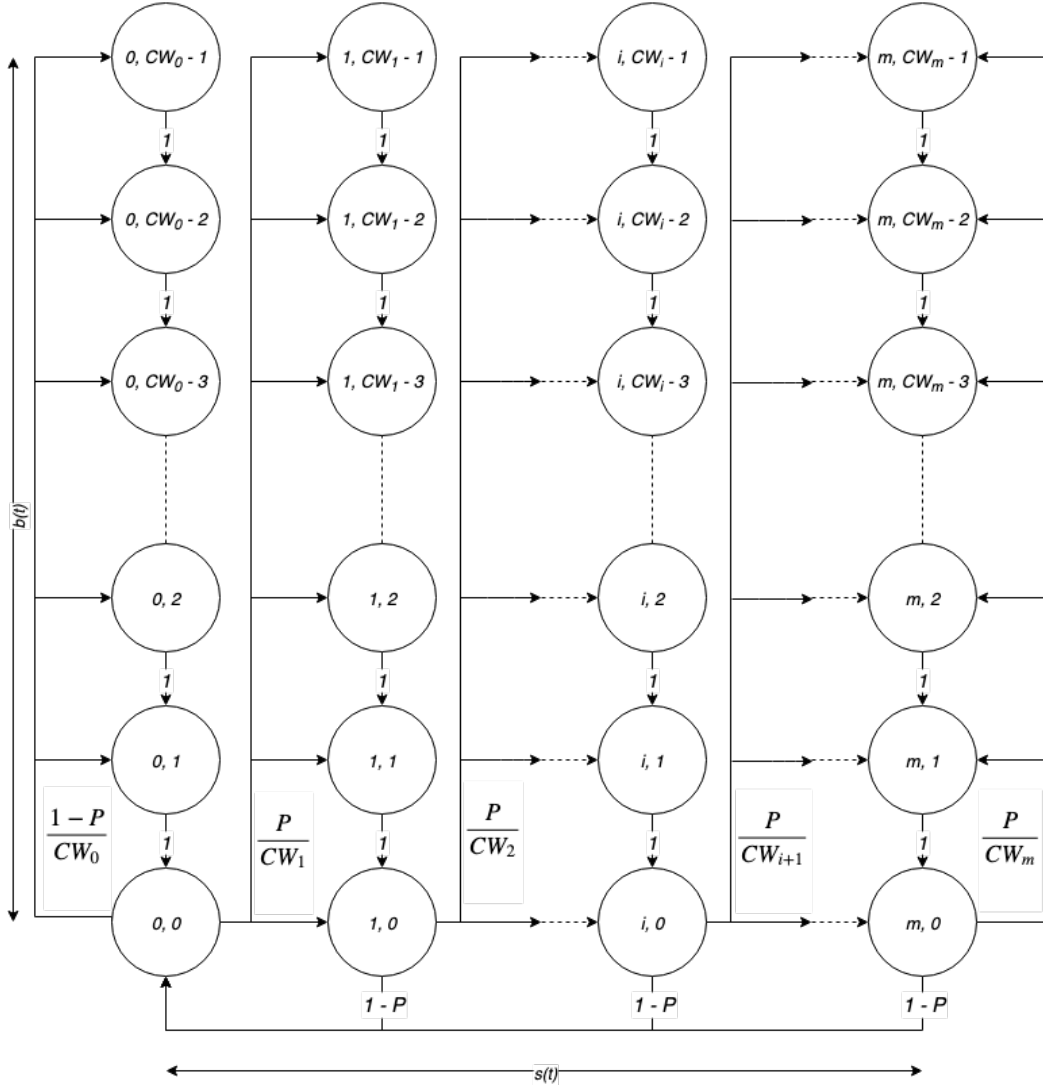 0, CW₀ - 1
1, CW₁ - 1
i, CWᵢ - 1
m, CWₘ - 1
1
1
1
1
0, CW₀ - 2
1, CW₁ - 2
i, CWᵢ - 2
m, CWₘ - 2
1
1
1
1
0, CW₀ - 3
1, CW₁ - 3
i, CWᵢ - 3
m, CWₘ - 3
b(t)
0, 2
1, 2
i, 2
m, 2
1
1
1
1
0, 1
1, 1
i, 1
m, 1
1 − P
CW₀
P
CW₁
P
CW₂
P
CWᵢ₊₁
P
CWₘ
1
1
1
1
0, 0
1, 0
i, 0
m, 0
1 - P
1 - P
1 - P
s(t)